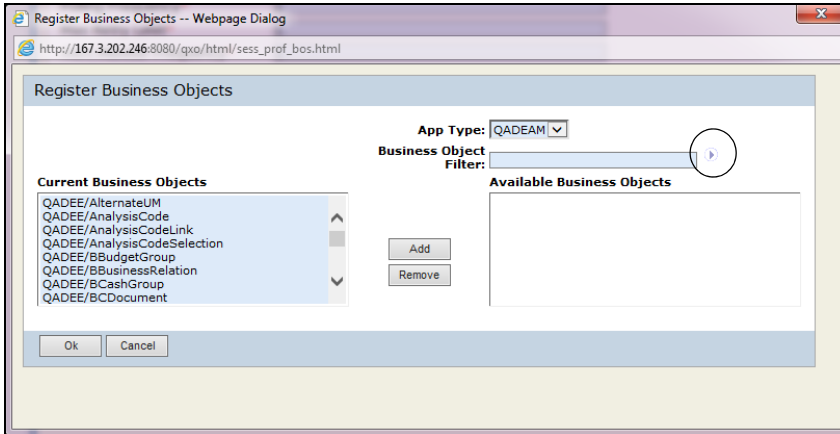 Register Business Objects -- Webpage Dialog
http://167.3.202.246:8080/qxo/html/sess_prof_bos.html
Register Business Objects
App Type: QADEAM
Business Object
Filter:
Current Business Objects
Available Business Objects
QADEE/AlternateUM
QADEE/AnalysisCode
QADEE/AnalysisCodeLink
QADEE/AnalysisCodeSelection
QADEE/BBudgetGroup
QADEE/BBusinessRelation
QADEE/BCashGroup
QADEE/BCDocument
Add
Remove
Ok
Cancel